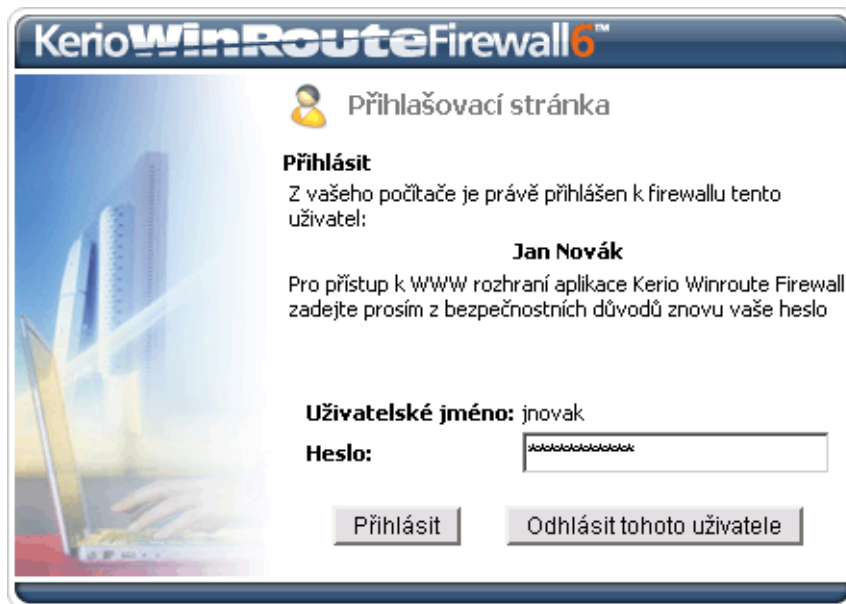 KerioWinRouteFirewall6™
Přihlašovací stránka
Přihlásit
Z vašeho počítače je právě přihlášen k firewallu tento
uživatel:
Jan Novák
Pro přístup k WWW rozhraní aplikace Kerio Winroute Firewall
zadejte prosím z bezpečnostních důvodů znovu vaše heslo
Uživatelské jméno: jnovak
Heslo: *************
Přihlásit Odhlásit tohoto uživatele